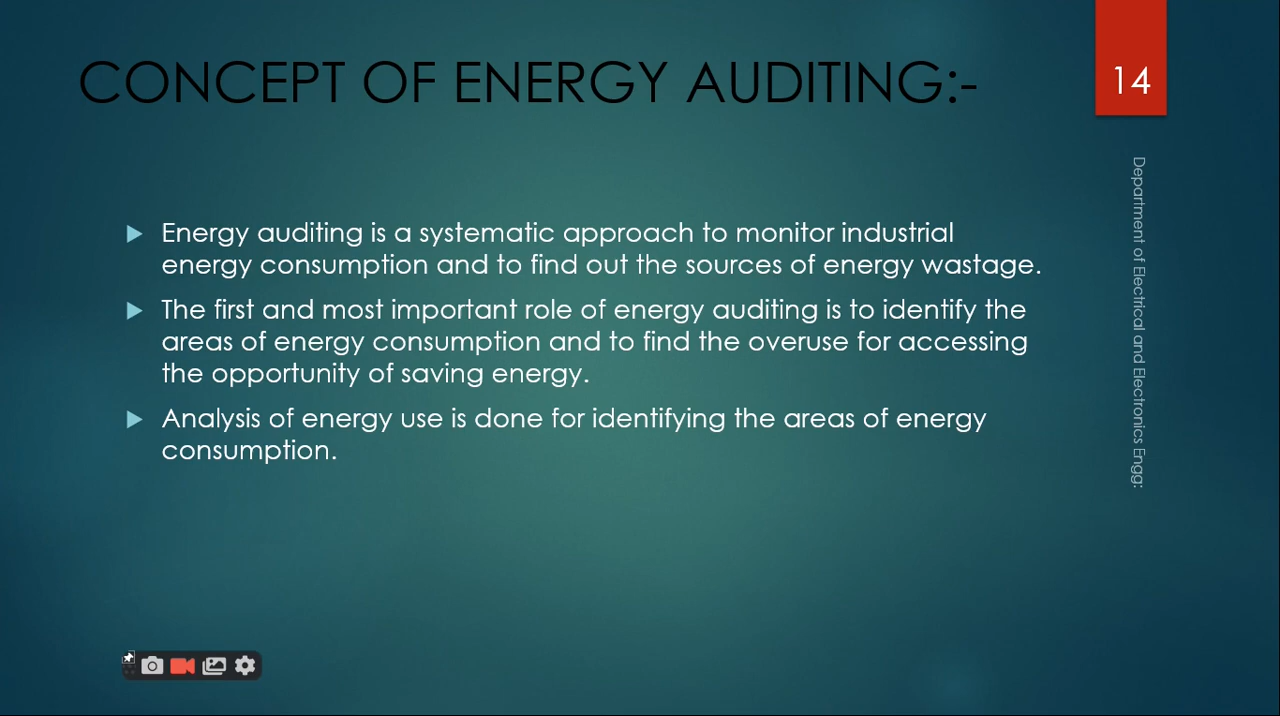 CONCEPT OF ENERGY AUDITING:-
14
Energy auditing is a systematic approach to monitor industrial
energy consumption and to find out the sources of energy wastage.
The first and most important role of energy auditing is to identify the
areas of energy consumption and to find the overuse for accessing
the opportunity of saving energy.
Analysis of energy use is done for identifying the areas of energy
consumption.
Department of Electrical and Electronics Engg: